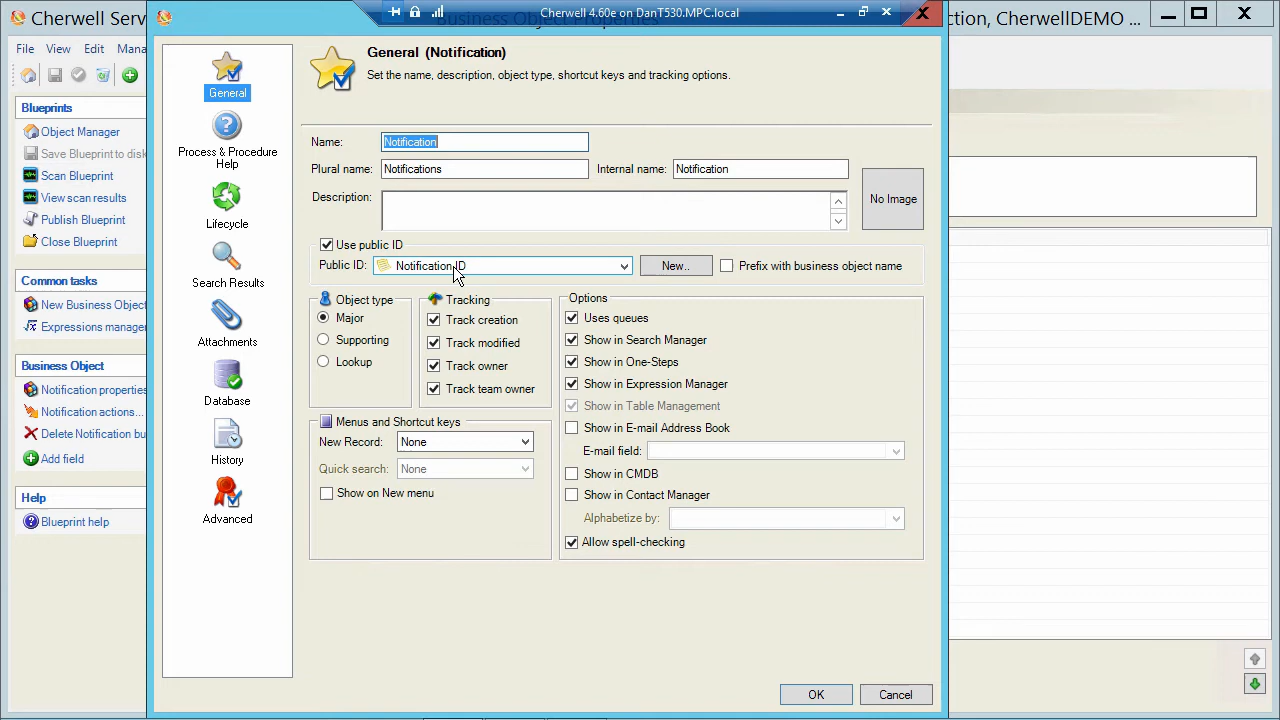 Cherwell Serv
Business Object Properties
Cherwell 4.60e on DanT530.MPC.local
ction, CherwellDEMO ...
File View Edit Mana
Blueprints
Object Manager
Save Blueprint to disk
Scan Blueprint
View scan results
Publish Blueprint
Close Blueprint
Common tasks
New Business Object
Expressions manager
Business Object
Notification properties
Notification actions...
Delete Notification bu
Add field
Help
Blueprint help
General
Process & Procedure
Help
Lifecycle
Search Results
Attachments
Database
History
Advanced
General (Notification)
Set the name, description, object type, shortcut keys and tracking options.
Name: Notification
Plural name: Notifications Internal name: Notification
Description:
No Image
Use public ID
Public ID: Notification ID New.. Prefix with business object name
Object type
Major
Supporting
Lookup
Tracking
Track creation
Track modified
Track owner
Track team owner
Options
Uses queues
Show in Search Manager
Show in One-Steps
Show in Expression Manager
Show in Table Management
Show in E-mail Address Book
E-mail field:
Show in CMDB
Show in Contact Manager
Alphabetize by:
Allow spell-checking
Menus and Shortcut keys
New Record: None
Quick search: None
Show on New menu
OK Cancel